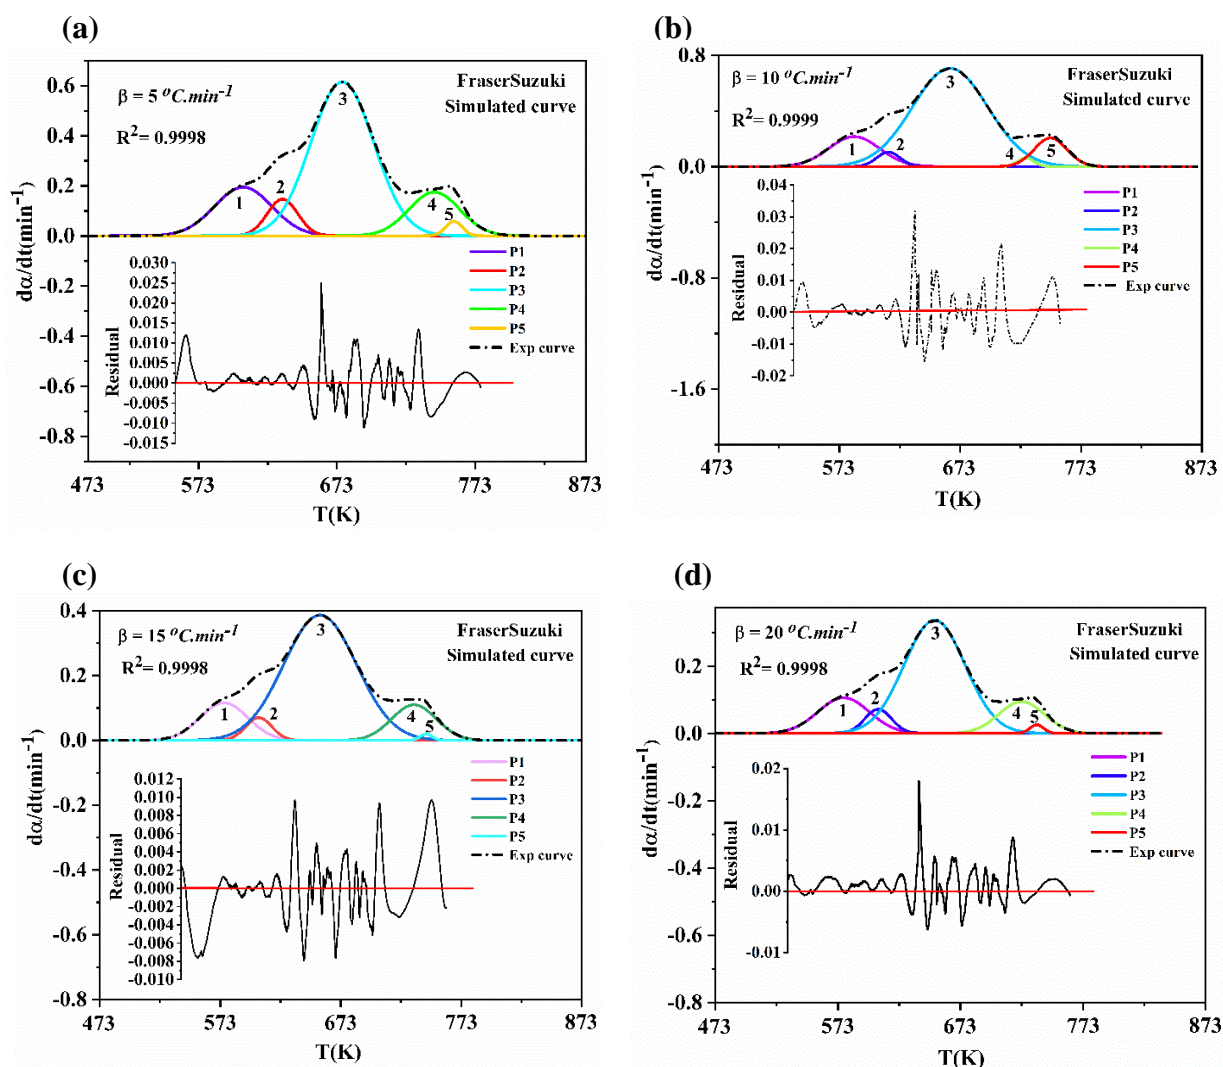 (a)
β = 5 °C.min⁻¹
R²= 0.9998
FraserSuzuki
Simulated curve
dα/dt(min⁻¹)
0.6
0.4
0.2
0.0
-0.2
-0.4
-0.6
-0.8
1
2
3
4
5
P1
P2
P3
P4
P5
Exp curve
Residual
0.030
0.025
0.020
0.015
0.010
0.005
0.000
-0.005
-0.010
-0.015
473
573
673
773
873
T(K)
(b)
β = 10 °C.min⁻¹
R²= 0.9999
FraserSuzuki
Simulated curve
dα/dt(min⁻¹)
0.8
0.0
-0.8
-1.6
1
2
3
4
5
P1
P2
P3
P4
P5
Exp curve
Residual
0.04
0.03
0.02
0.01
0.00
-0.01
-0.02
473
573
673
773
873
T(K)
(c)
β = 15 °C.min⁻¹
R²= 0.9998
FraserSuzuki
Simulated curve
dα/dt(min⁻¹)
0.4
0.2
0.0
-0.2
-0.4
-0.6
-0.8
1
2
3
4
5
P1
P2
P3
P4
P5
Exp curve
Residual
0.012
0.010
0.008
0.006
0.004
0.002
0.000
-0.002
-0.004
-0.006
-0.008
-0.010
473
573
673
773
873
T(K)
(d)
β = 20 °C.min⁻¹
R²= 0.9998
FraserSuzuki
Simulated curve
dα/dt(min⁻¹)
0.2
0.0
-0.2
-0.4
-0.6
-0.8
1
2
3
4
5
P1
P2
P3
P4
P5
Exp curve
Residual
0.02
0.01
0.00
-0.01
473
573
673
773
873
T(K)